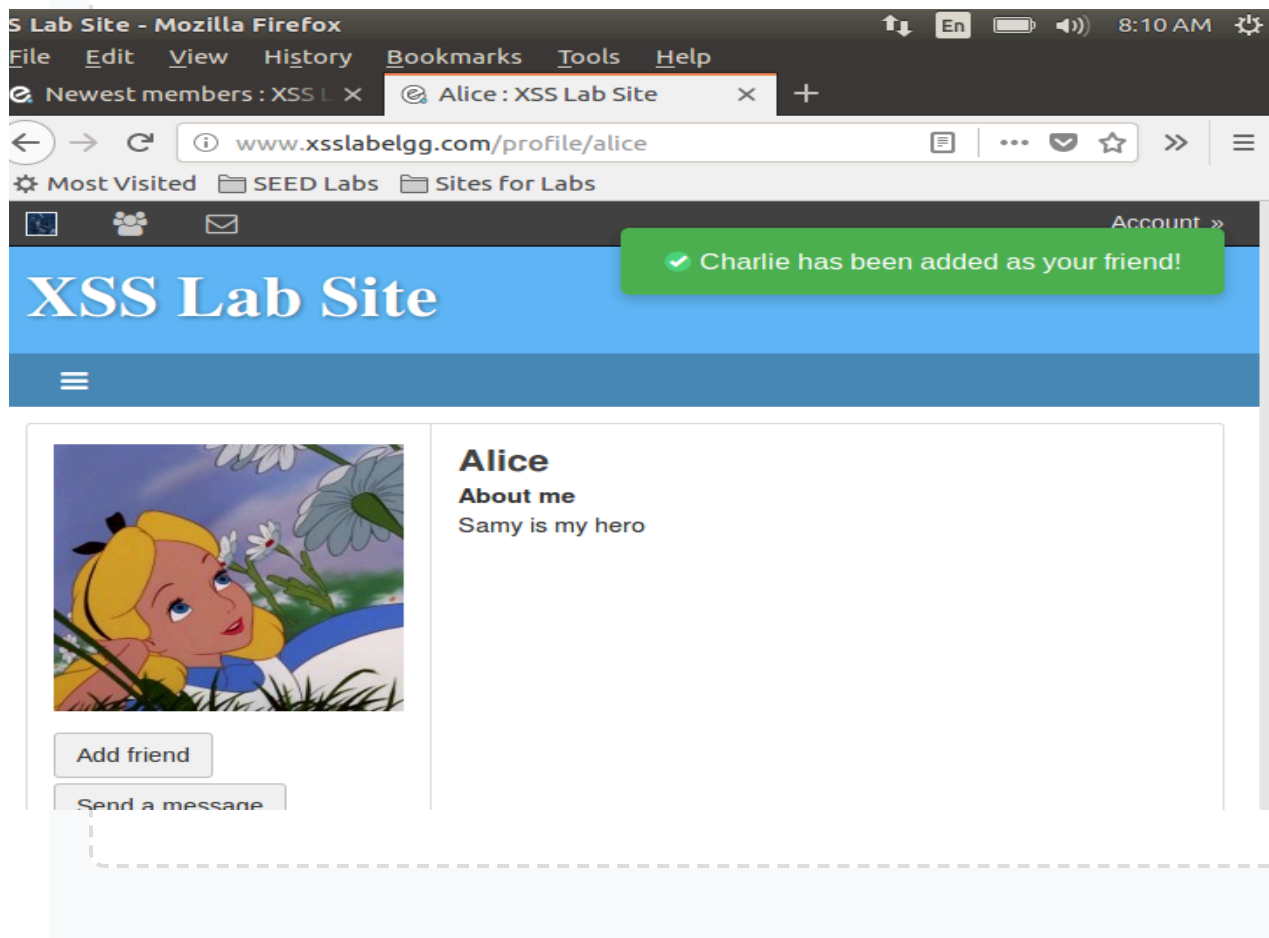 S Lab Site - Mozilla Firefox En 8:10 AM
File Edit View History Bookmarks Tools Help
Newest members : XSS L Alice : XSS Lab Site
www.xsslabelgg.com/profile/alice
Most Visited SEED Labs Sites for Labs
Account »
Charlie has been added as your friend!
XSS Lab Site
Alice
About me
Samy is my hero
Add friend
Send a message